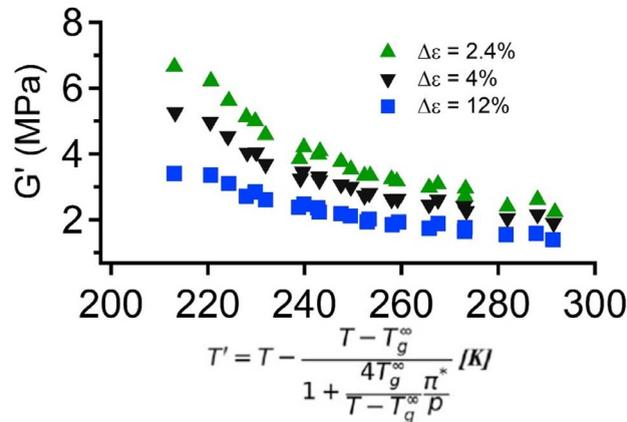 8
Δε = 2.4%
Δε = 4%
Δε = 12%
6
4
2
G' (MPa)
200 220 240 260 280 300
T' = T − (T − T_g^∞) / (1 + (4T_g^∞ / (T − T_g^∞)) (π* / p)) [K]